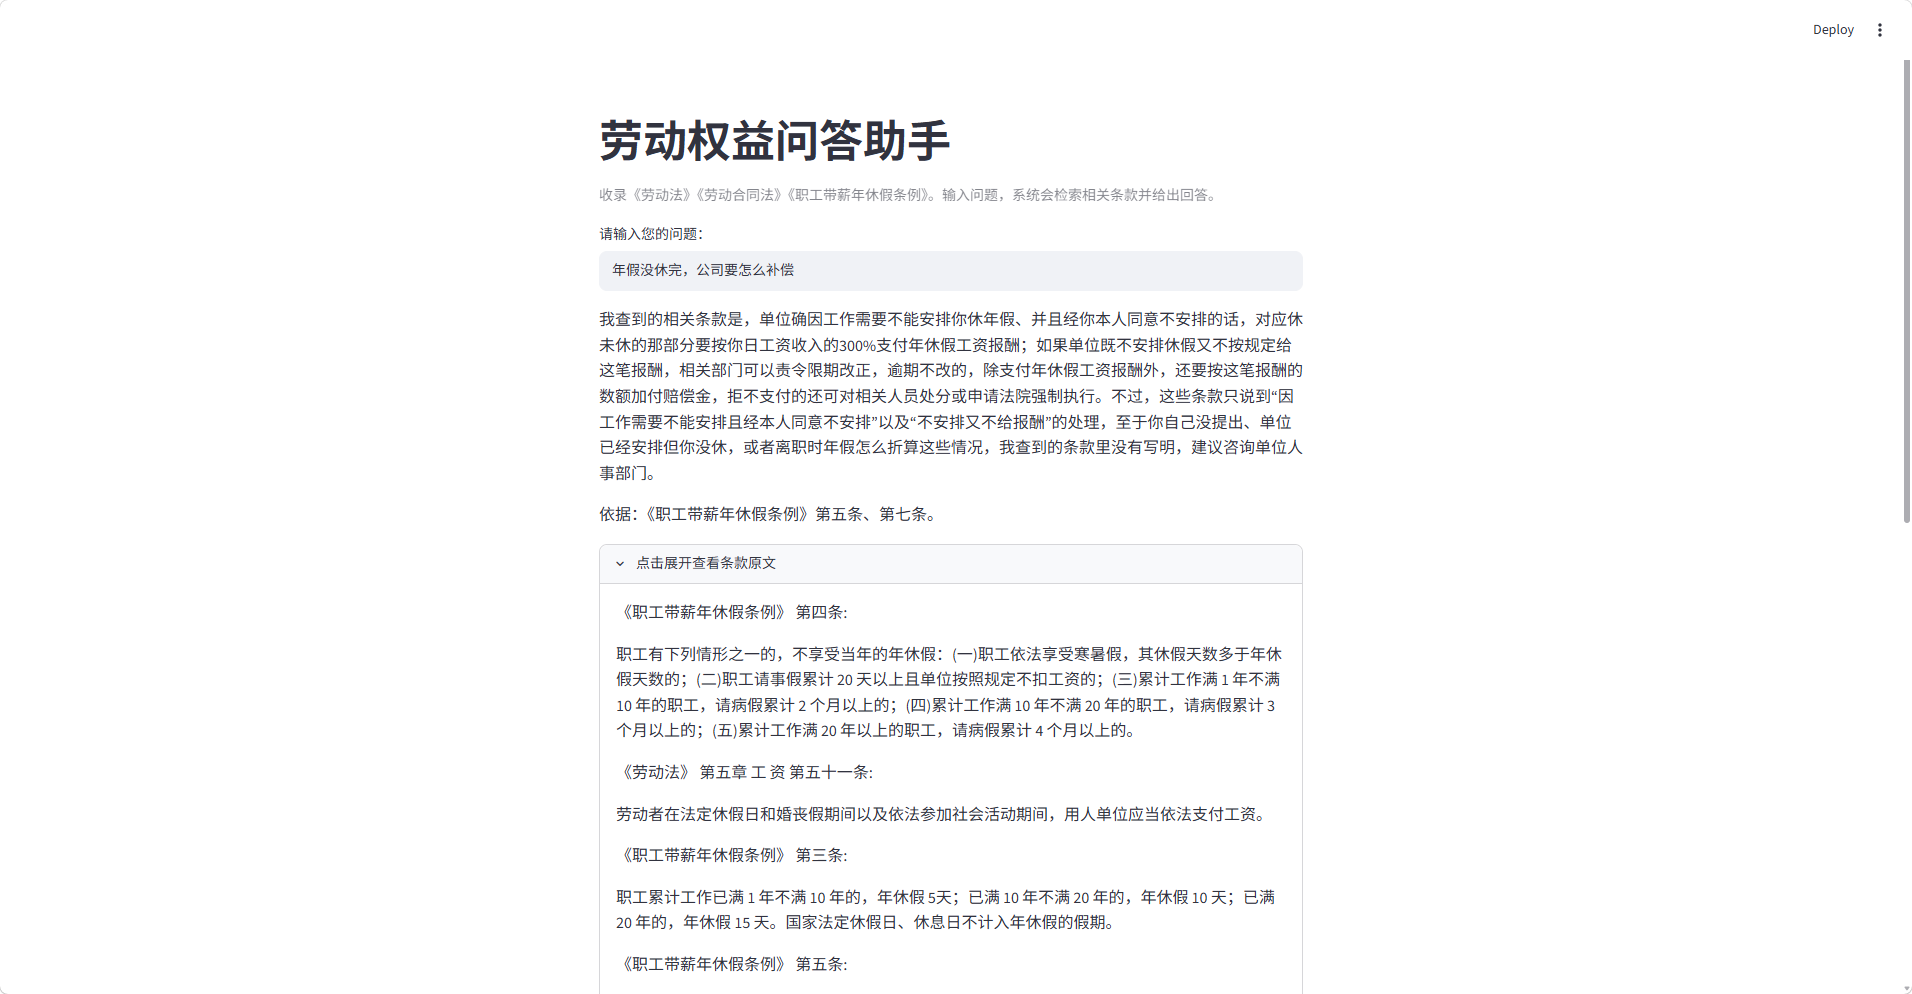 Deploy
劳动权益问答助手
收录《劳动法》《劳动合同法》《职工带薪年休假条例》。输入问题，系统会检索相关条款并给出回答。
请输入您的问题：
年假没休完，公司要怎么补偿
我查到的相关条款是，单位确因工作需要不能安排你休年假、并且经你本人同意不安排的话，对应休
未休的那部分要按你日工资收入的300%支付年休假工资报酬；如果单位既不安排休假又不按规定给
这笔报酬，相关部门可以责令限期改正，逾期不改的，除支付年休假工资报酬外，还要按这笔报酬的
数额加付赔偿金，拒不支付的还可对相关人员处分或申请法院强制执行。不过，这些条款只说到“因
工作需要不能安排且经本人同意不安排”以及“不安排又不给报酬”的处理，至于你自己没提出、单位
已经安排但你没休，或者离职时年假怎么折算这些情况，我查到的条款里没有写明，建议咨询单位人
事部门。
依据：《职工带薪年休假条例》第五条、第七条。
点击展开查看条款原文
《职工带薪年休假条例》 第四条:
职工有下列情形之一的，不享受当年的年休假：(一)职工依法享受寒暑假，其休假天数多于年休
假天数的；(二)职工请事假累计 20 天以上且单位按照规定不扣工资的；(三)累计工作满 1 年不满
10 年的职工，请病假累计 2 个月以上的；(四)累计工作满 10 年不满 20 年的职工，请病假累计 3
个月以上的；(五)累计工作满 20 年以上的职工，请病假累计 4 个月以上的。
《劳动法》 第五章 工 资 第五十一条:
劳动者在法定休假日和婚丧假期间以及依法参加社会活动期间，用人单位应当依法支付工资。
《职工带薪年休假条例》 第三条:
职工累计工作已满 1 年不满 10 年的，年休假 5天；已满 10 年不满 20 年的，年休假 10 天；已满
20 年的，年休假 15 天。国家法定休假日、休息日不计入年休假的假期。
《职工带薪年休假条例》 第五条: